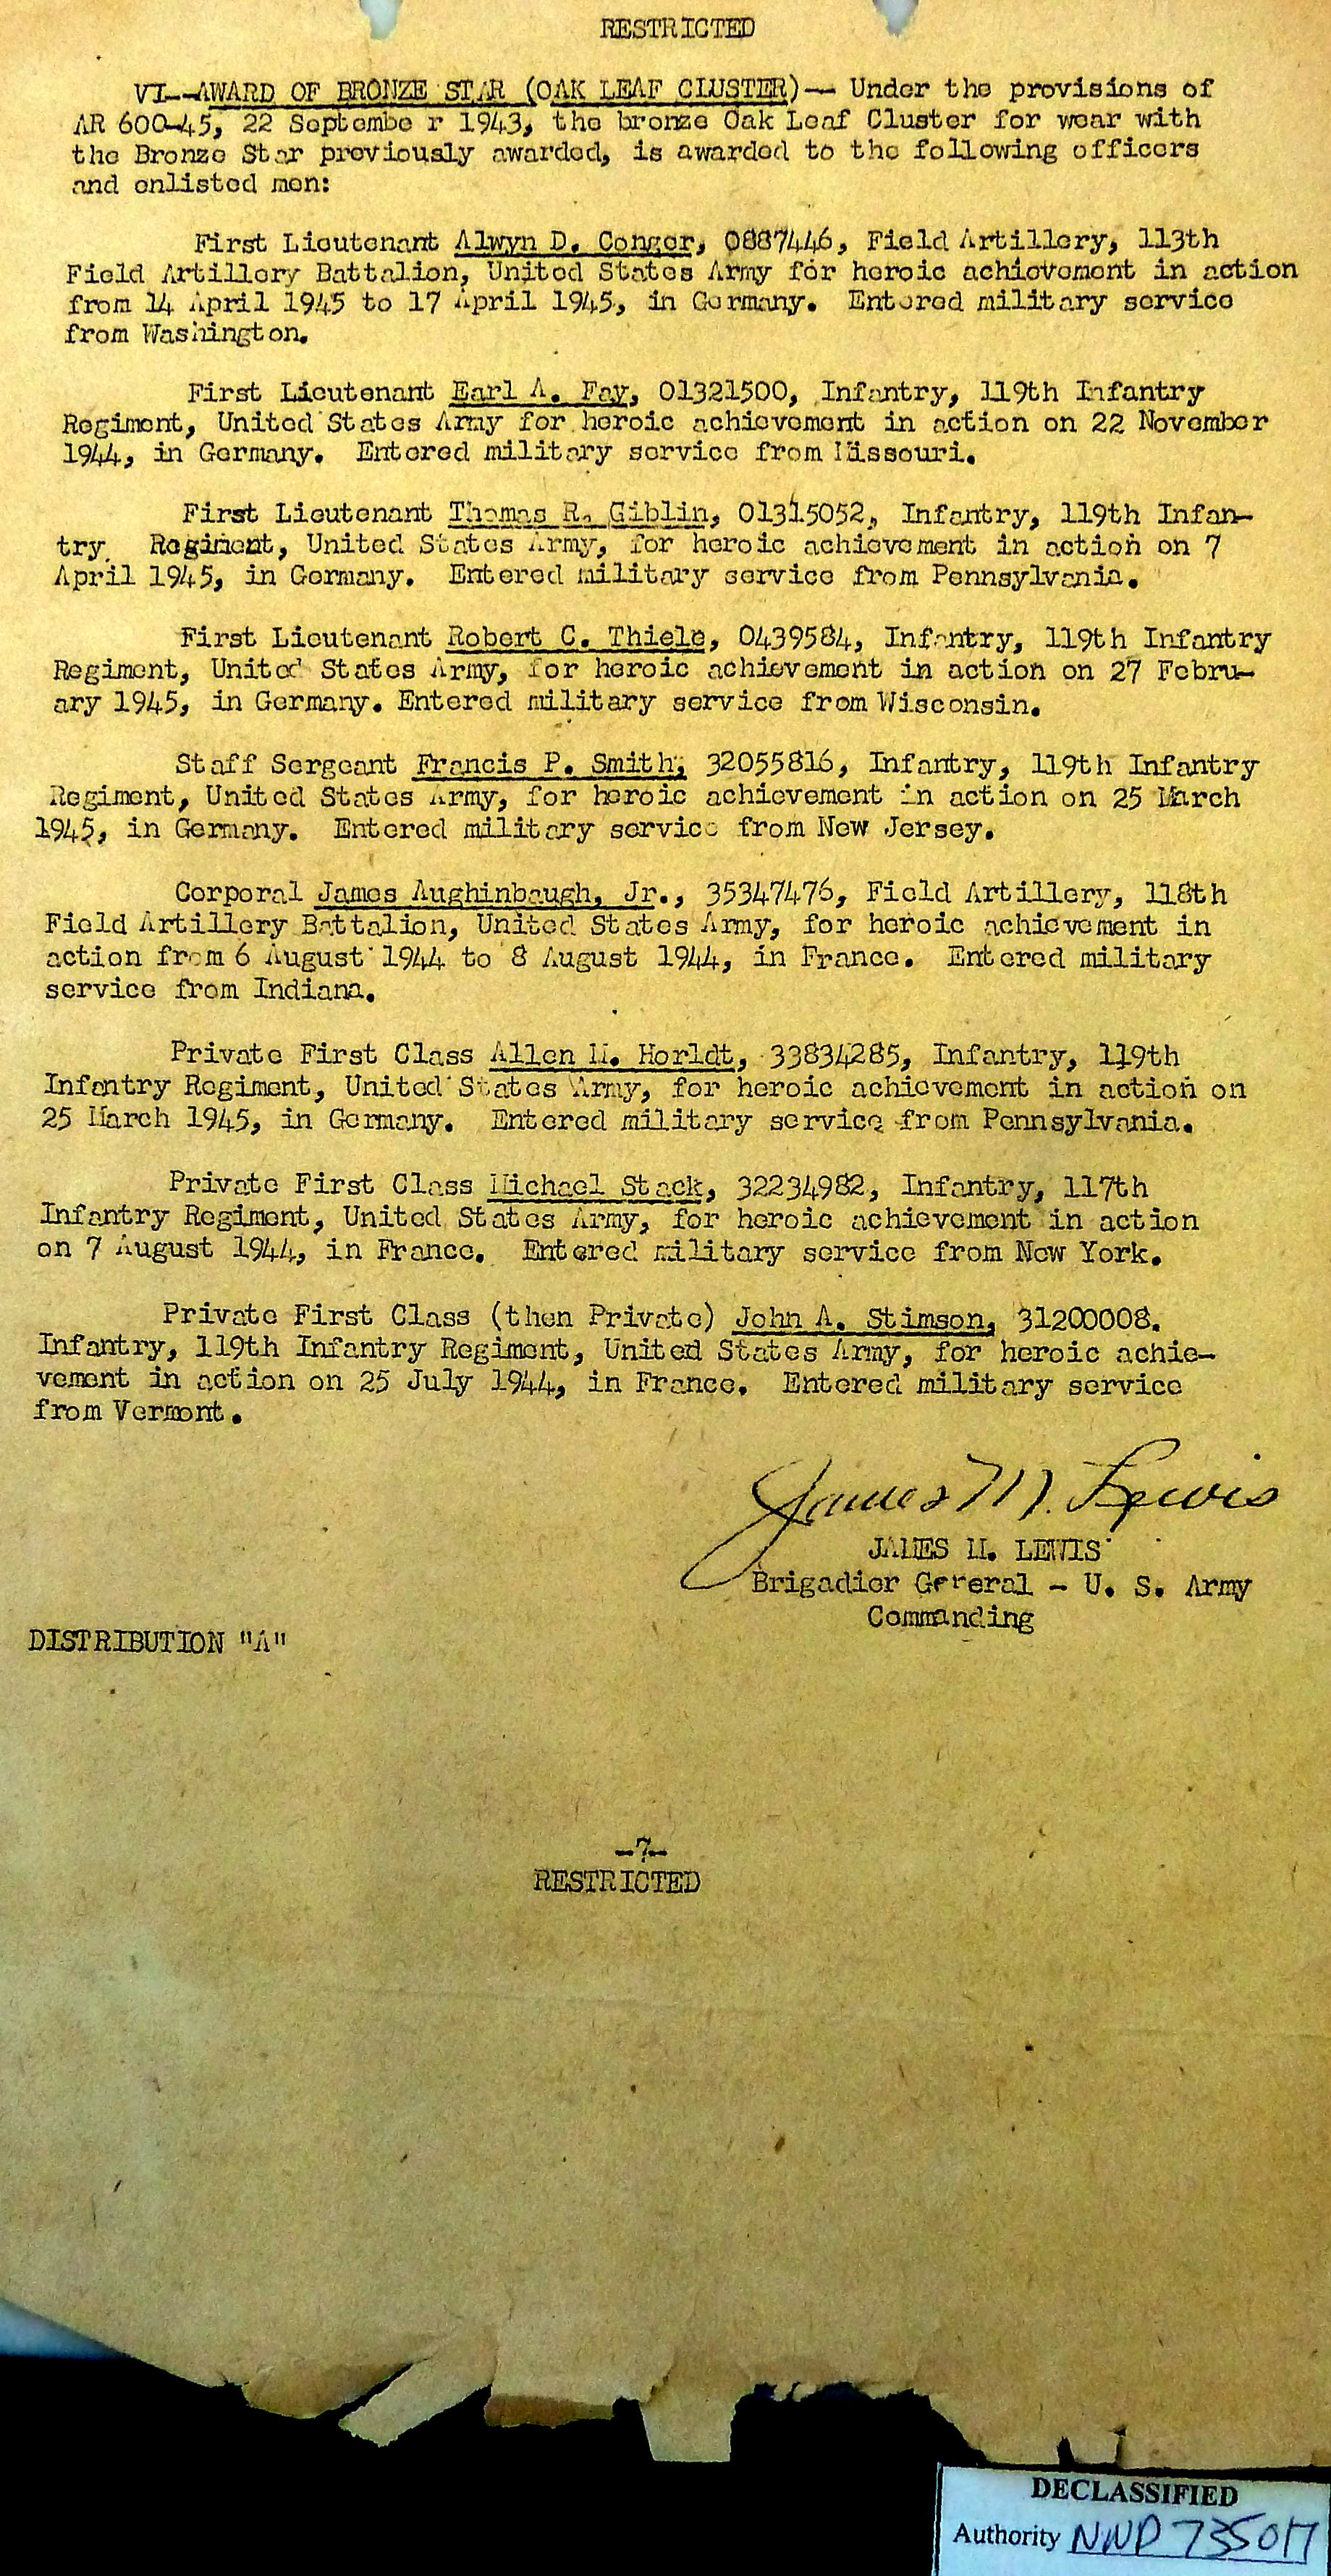 RESTRICTED
VI--AWARD OF BRONZE STAR (OAK LEAF CLUSTER)-- Under the provisions of
AR 600-45, 22 Septembe r 1943, the bronze Oak Leaf Cluster for wear with
the Bronze Star previously awarded, is awarded to the following officers
and enlisted men:
First Lieutenant Alwyn D. Conger, 0887446, Field Artillery, 113th
Field Artillery Battalion, United States Army for heroic achievement in action
from 14 April 1945 to 17 April 1945, in Germany. Entered military service
from Washington.
First Lieutenant Earl A. Fay, 01321500, Infantry, 119th Infantry
Regiment, United States Army for heroic achievement in action on 22 November
1944, in Germany. Entered military service from Missouri.
First Lieutenant Thomas R. Giblin, 01315052, Infantry, 119th Infan-
try Regiment, United States Army, for heroic achievement in action on 7
April 1945, in Germany. Entered military service from Pennsylvania.
First Lieutenant Robert C. Thiele, 0439584, Infantry, 119th Infantry
Regiment, United States Army, for heroic achievement in action on 27 Febru-
ary 1945, in Germany. Entered military service from Wisconsin.
Staff Sergeant Francis P. Smith, 32055816, Infantry, 119th Infantry
Regiment, United States Army, for heroic achievement in action on 25 March
1945, in Germany. Entered military service from New Jersey.
Corporal James Aughinbaugh, Jr., 35347476, Field Artillery, 118th
Field Artillery Battalion, United States Army, for heroic achievement in
action from 6 August 1944 to 8 August 1944, in France. Entered military
service from Indiana.
Private First Class Allen M. Horldt, 33834285, Infantry, 119th
Infantry Regiment, United States Army, for heroic achievement in action on
25 March 1945, in Germany. Entered military service from Pennsylvania.
Private First Class Michael Stack, 32234982, Infantry, 117th
Infantry Regiment, United States Army, for heroic achievement in action
on 7 August 1944, in France. Entered military service from New York.
Private First Class (then Private) John A. Stimson, 31200008.
Infantry, 119th Infantry Regiment, United States Army, for heroic achie-
vement in action on 25 July 1944, in France. Entered military service
from Vermont.
James M. Lewis
JAMES M. LEWIS
Brigadier General - U. S. Army
Commanding
DISTRIBUTION "A"
-7-
RESTRICTED
DECLASSIFIED
Authority NND 735017